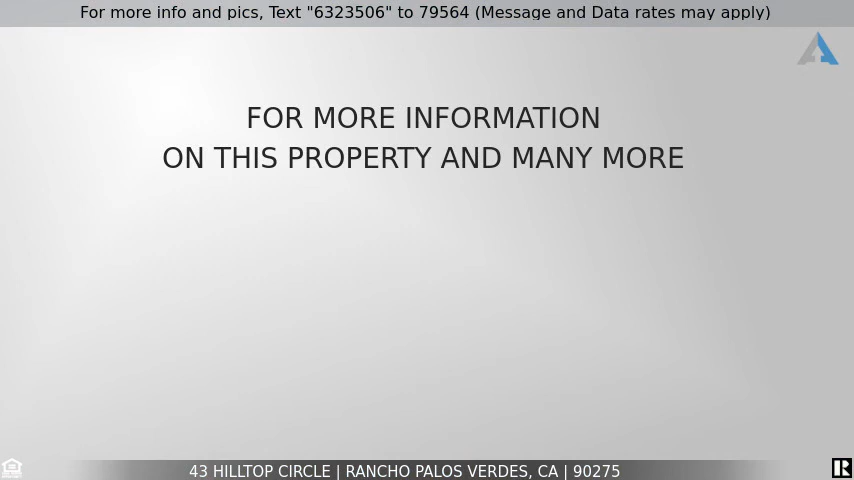 For more info and pics, Text "6323506" to 79564 (Message and Data rates may apply)
FOR MORE INFORMATION
ON THIS PROPERTY AND MANY MORE
43 HILLTOP CIRCLE | RANCHO PALOS VERDES, CA | 90275